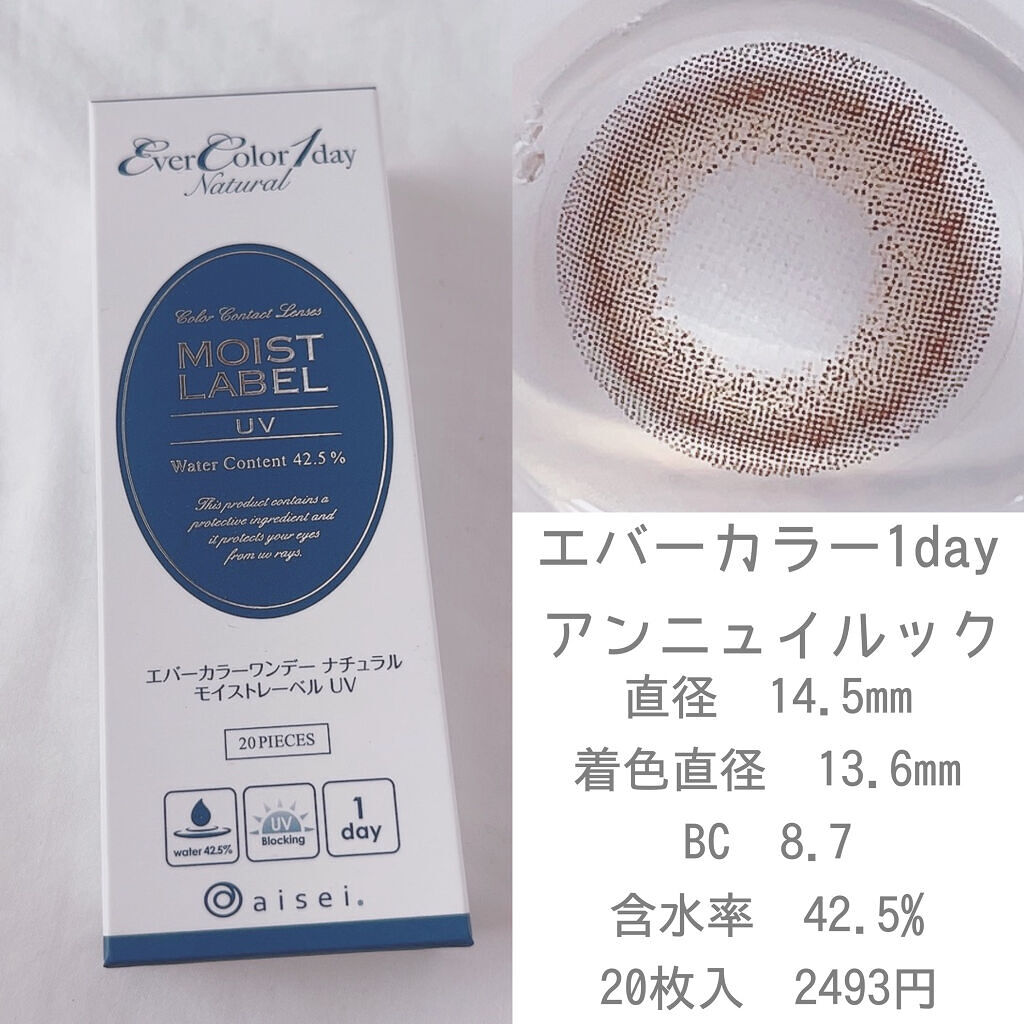 EverColor1day
Natural
Color Contact Lenses
MOIST
LABEL
UV
Water Content 42.5%
This product contains a
protective ingredient and
it protects your eyes
from uv rays.
エバーカラーワンデー ナチュラル
モイストレーベル UV
20 PIECES
water 42.5%
UV
Blocking
1
day
aisei.
エバーカラー1day
アンニュイルック
直径 14.5mm
着色直径 13.6mm
BC 8.7
含水率 42.5%
20枚入 2493円